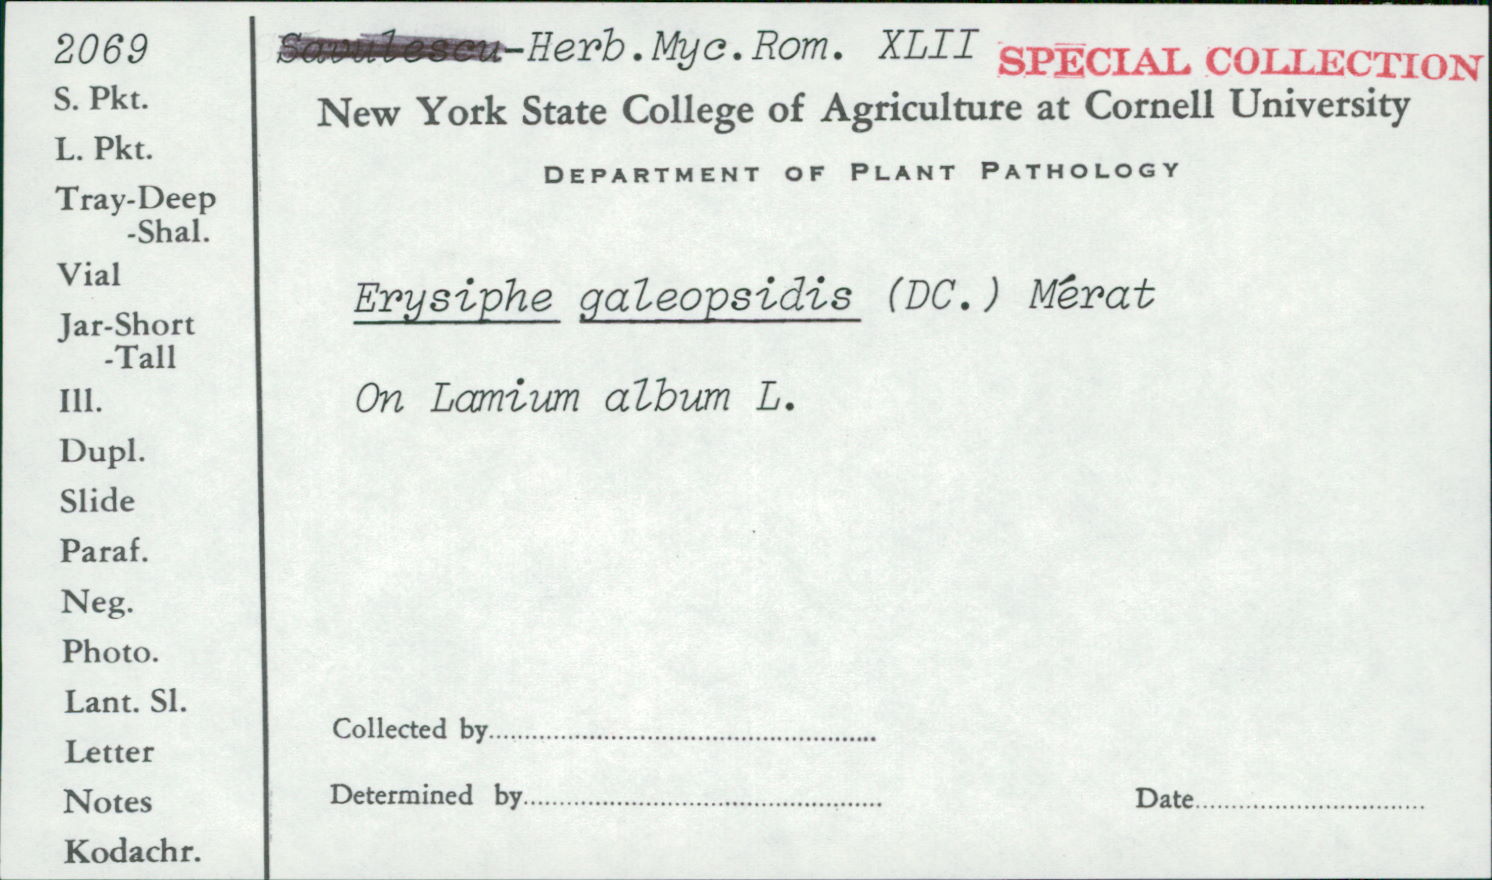 2069
Savulescu-Herb.Myc.Rom. XLII
SPECIAL COLLECTION
New York State College of Agriculture at Cornell University
DEPARTMENT OF PLANT PATHOLOGY
S. Pkt.
L. Pkt.
Tray-Deep
-Shal.
Vial
Jar-Short
-Tall
Ill.
Dupl.
Slide
Paraf.
Neg.
Photo.
Lant. Sl.
Letter
Notes
Kodachr.
Erysiphe galeopsidis (DC.) Mérat
On Lamium album L.
Collected by
Determined by
Date